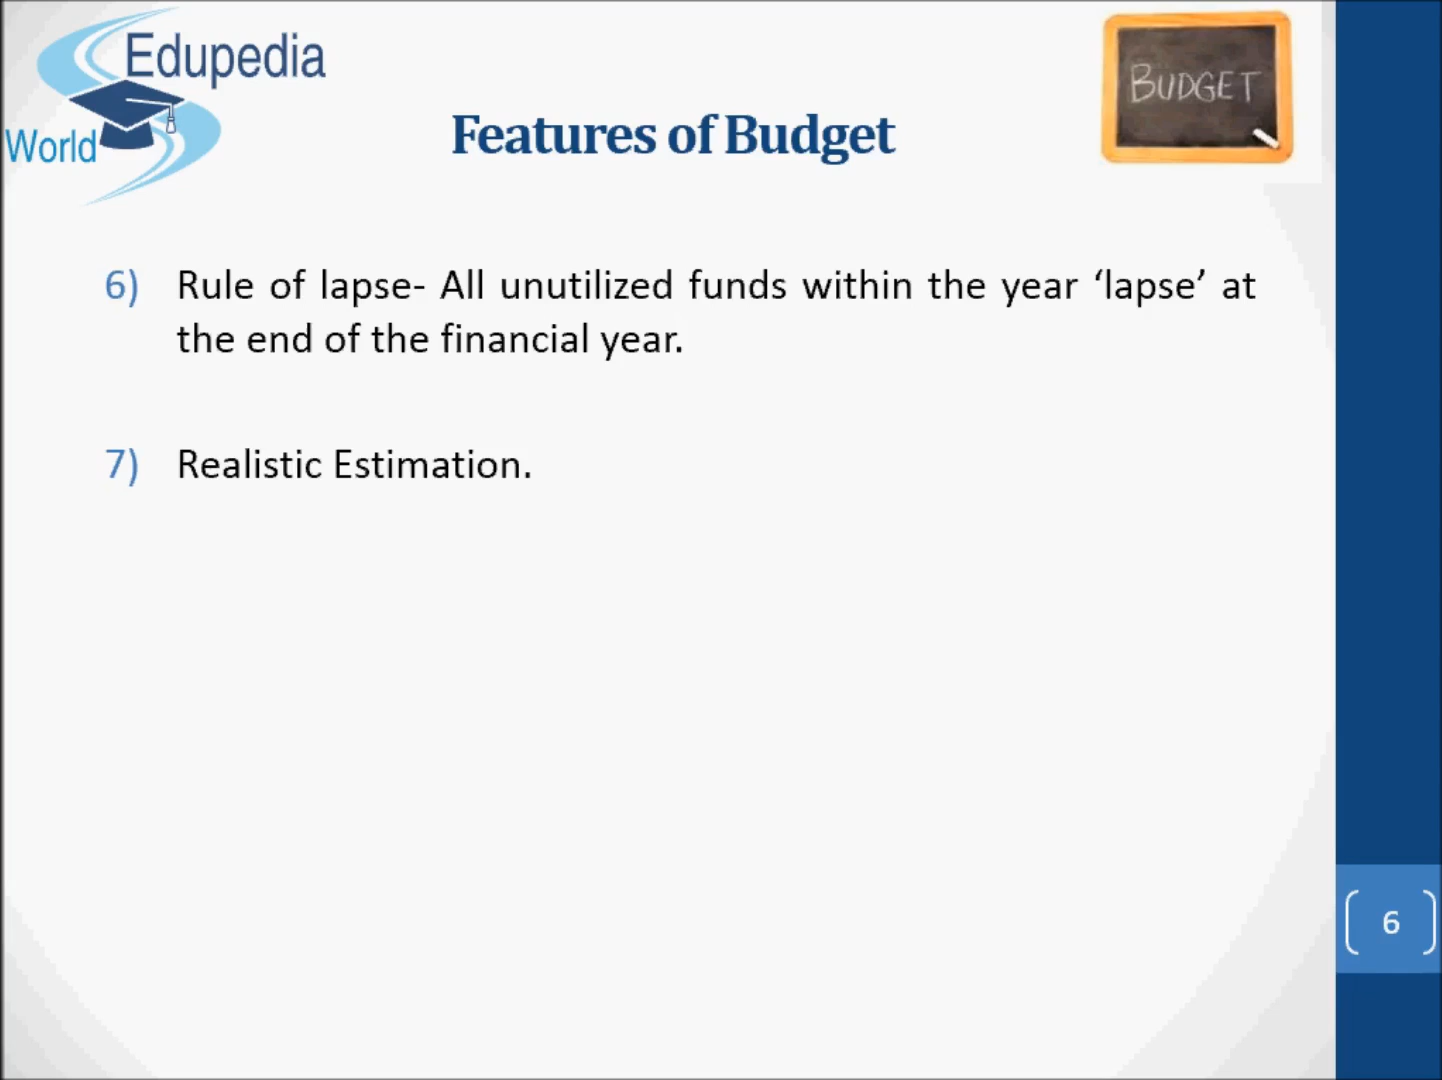 Edupedia
World
BUDGET
Features of Budget
6) Rule of lapse- All unutilized funds within the year ‘lapse’ at
the end of the financial year.
7) Realistic Estimation.
6